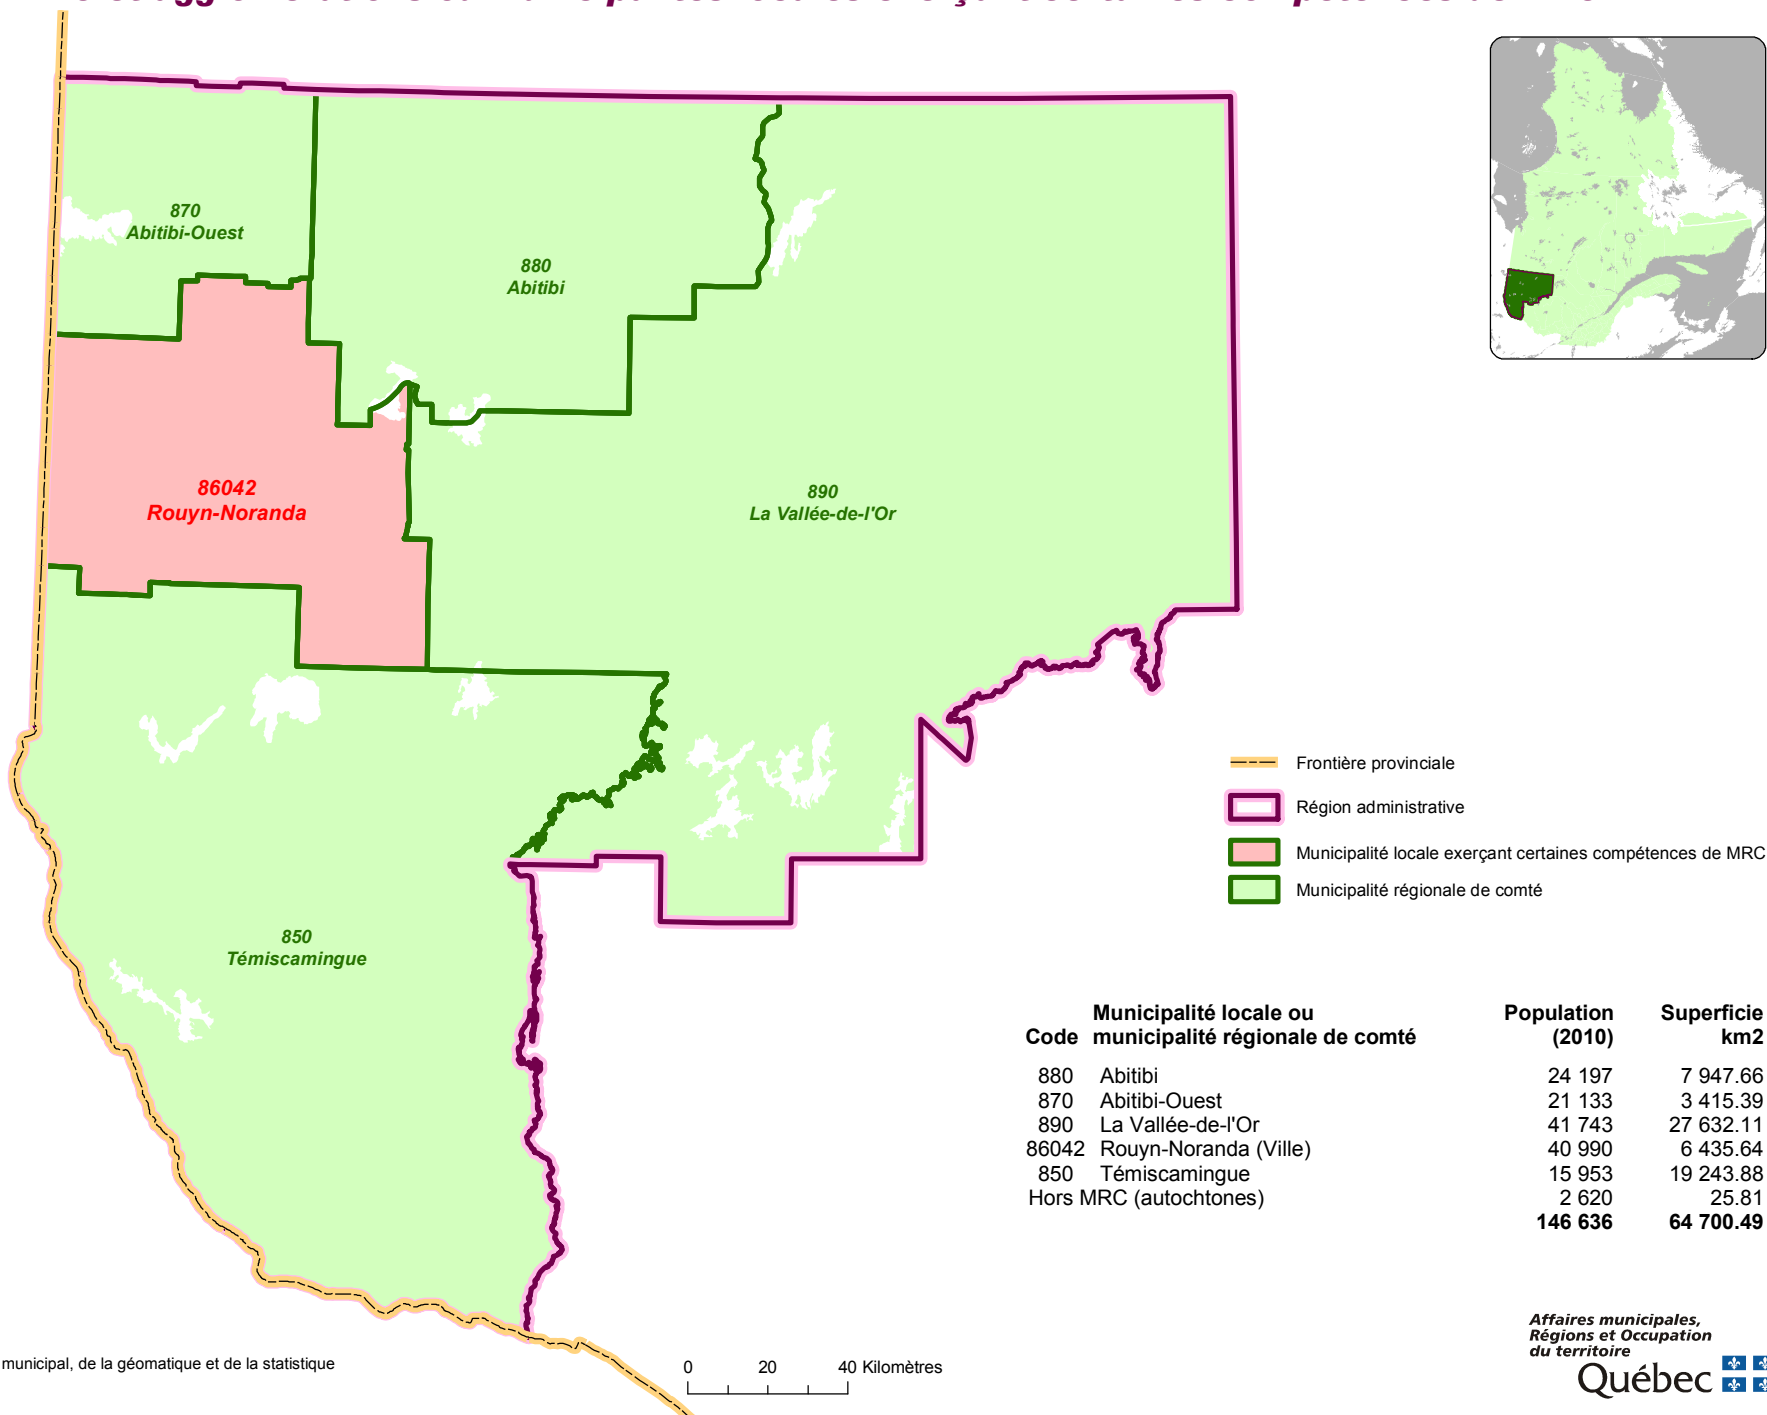 870
Abitibi-Ouest
880
Abitibi
86042
Rouyn-Noranda
890
La Vallée-de-l'Or
850
Témiscamingue
Frontière provinciale
Région administrative
Municipalité locale exerçant certaines compétences de MRC
Municipalité régionale de comté
Municipalité locale ou Population Superficie
Code municipalité régionale de comté (2010) km2
880 Abitibi 24 197 7 947.66
870 Abitibi-Ouest 21 133 3 415.39
890 La Vallée-de-l'Or 41 743 27 632.11
86042 Rouyn-Noranda (Ville) 40 990 6 435.64
850 Témiscamingue 15 953 19 243.88
Hors MRC (autochtones) 2 620 25.81
146 636 64 700.49
municipal, de la géomatique et de la statistique
0 20 40 Kilomètres
Affaires municipales,
Régions et Occupation
du territoire
Québec